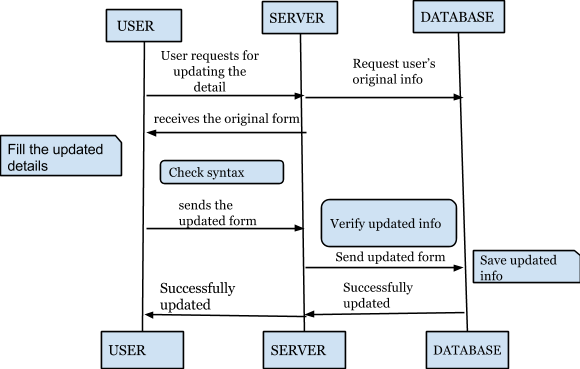 USER
SERVER
DATABASE
User requests for
updating the
detail
Request user's
original info
receives the original form
Fill the updated
details
Check syntax
sends the
updated form
Verify updated info
Send updated form
Save updated
info
Successfully
updated
Successfully
updated
USER
SERVER
DATABASE